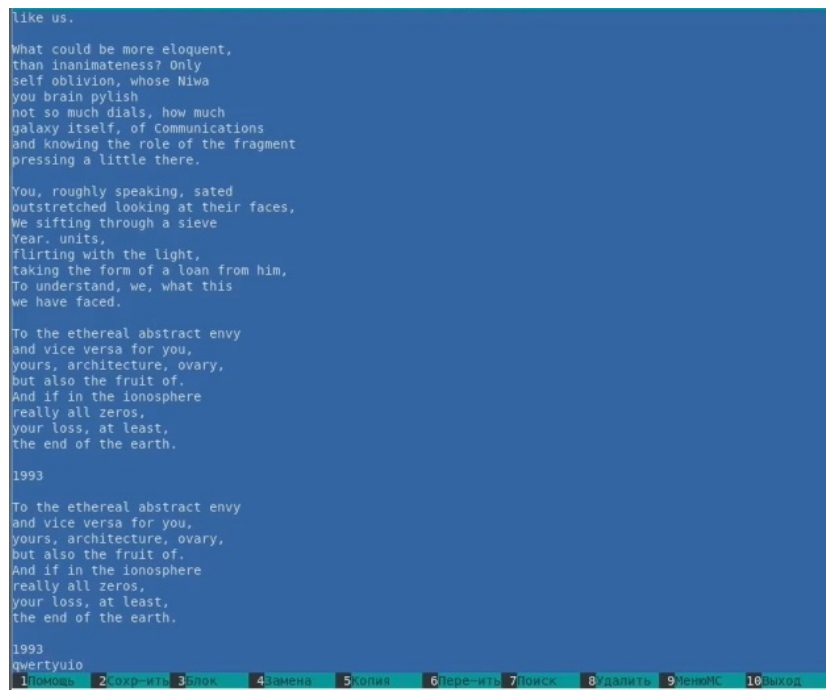 like us.
What could be more eloquent,
than inanimateness? Only
self oblivion, whose Niwa
you brain pylish
not so much dials, how much
galaxy itself, of Communications
and knowing the role of the fragment
pressing a little there.
You, roughly speaking, sated
outstretched looking at their faces,
We sifting through a sieve
Year. units,
flirting with the light,
taking the form of a loan from him,
To understand, we, what this
we have faced.
To the ethereal abstract envy
and vice versa for you,
yours, architecture, ovary,
but also the fruit of.
And if in the ionosphere
really all zeros,
your loss, at least,
the end of the earth.
1993
To the ethereal abstract envy
and vice versa for you,
yours, architecture, ovary,
but also the fruit of.
And if in the ionosphere
really all zeros,
your loss, at least,
the end of the earth.
1993
qwertyuio
1Помощь 2Сохр~ить 3Блок 4Замена 5Копия 6Пере~ить 7Поиск 8Удалить 9МенюMC 10Выход